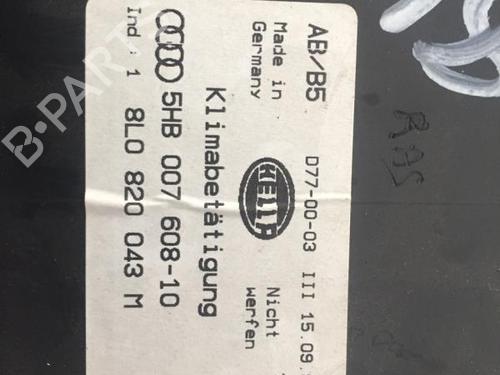 AB/B5
D77-00-03 III 15.09.
Made in
Germany
HELLA
Nicht
werfen
Klimabetätigung
5HB 007 608-10
Ind: 1 8L0 820 043 M
RAS
B-PARTS